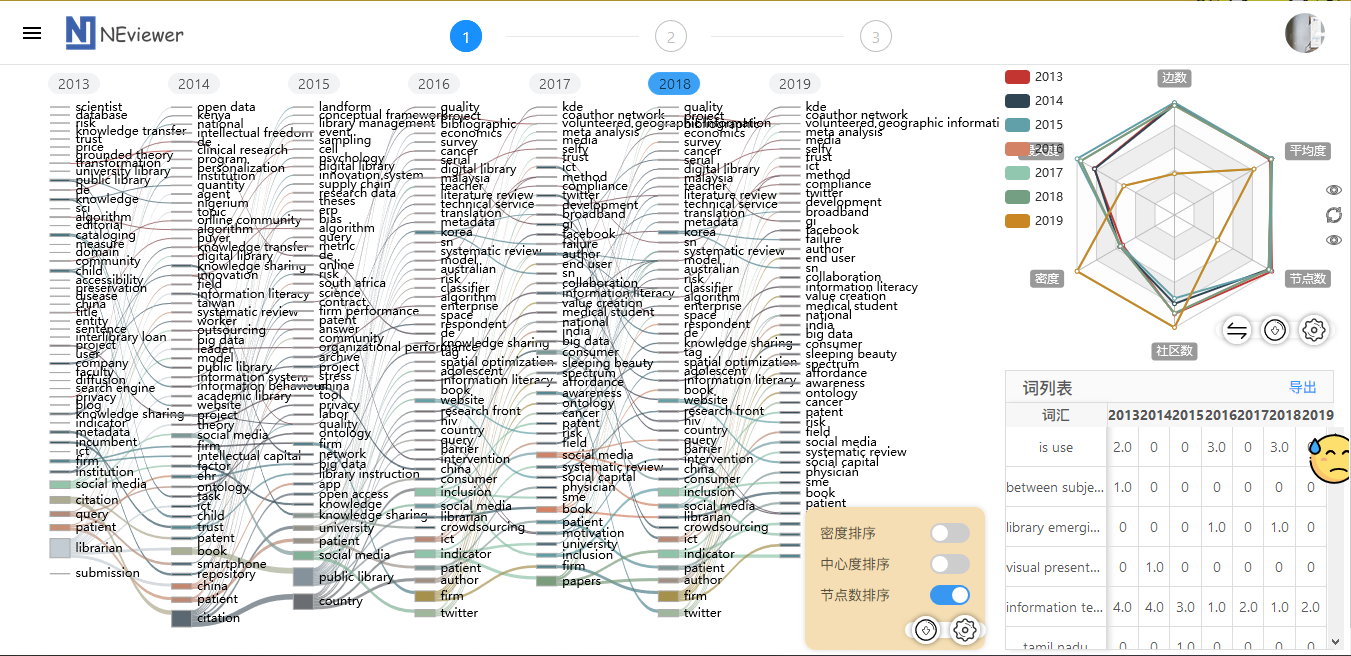 NEviewer
1
2
3
2013
2014
2015
2016
2017
2018
2019
scientist
database
risk
knowledge transfer
trust
price
grounded theory
transformation
university library
public library
de
knowledge
sci
algorithm
editorial
cataloging
measure
domain
community
child
accessibility
preservation
disease
china
title
entity
sentence
interlibrary loan
project
user
company
faculty
diffusion
search engine
privacy
blog
knowledge sharing
indicator
metadata
incumbent
ict
firm
institution
social media
citation
query
patient
librarian
submission
open data
kenya
national
intellectual freedom
de
clinical research
program
personalization
institution
quantity
agent
nigerium
topic
online community
algorithm
buyer
knowledge transfer
digital library
knowledge sharing
innovation
field
information literacy
taiwan
systematic review
worker
outsourcing
big data
leader
model
public library
information system
information behaviour
academic library
website
project
theory
social media
firm
intellectual capital
factor
ehr
ontology
task
ict
child
trust
patent
book
smartphone
repository
china
patient
citation
landform
conceptual framework
library management
event
sampling
cell
psychology
digital library
innovation system
supply chain
research data
theses
erp
bias
algorithm
query
metric
de
online
risk
south africa
science
contract
firm performance
patent
answer
community
organizational performance
archive
project
stress
china
tool
privacy
labor
quality
ontology
firm
network
big data
library instruction
app
open access
knowledge
knowledge sharing
university
patient
social media
public library
country
quality
project
bibliographic
economics
survey
cancer
serial
digital library
malaysia
teacher
literature review
technical service
translation
metadata
korea
sn
systematic review
model
australian
risk
classifier
algorithm
enterprise
space
respondent
de
knowledge sharing
tag
spatial optimization
adolescent
information literacy
book
website
research front
hiv
country
query
barrier
intervention
china
consumer
inclusion
social media
librarian
crowdsourcing
ict
indicator
patient
author
firm
twitter
kde
coauthor network
volunteered geographic information
meta analysis
media
selfy
trust
ict
method
compliance
twitter
development
broadband
gi
facebook
failure
author
end user
sn
collaboration
information literacy
value creation
medical student
national
india
big data
consumer
sleeping beauty
spectrum
affordance
awareness
ontology
cancer
patent
risk
field
social media
systematic review
social capital
physician
sme
book
patient
motivation
university
inclusion
firm
papers
quality
project
bibliographic
economics
survey
cancer
serial
digital library
malaysia
teacher
literature review
technical service
translation
metadata
korea
sn
systematic review
model
australian
risk
classifier
algorithm
enterprise
space
respondent
de
knowledge sharing
tag
spatial optimization
adolescent
information literacy
book
website
research front
hiv
country
query
barrier
intervention
china
consumer
inclusion
social media
librarian
crowdsourcing
ict
indicator
patient
author
firm
twitter
kde
coauthor network
volunteered geographic informati
meta analysis
media
selfy
trust
ict
method
compliance
twitter
development
broadband
gi
facebook
failure
author
end user
sn
collaboration
information literacy
value creation
medical student
national
india
big data
consumer
sleeping beauty
spectrum
affordance
awareness
ontology
cancer
patent
risk
field
social media
systematic review
social capital
physician
sme
book
patient
密度排序
中心度排序
节点数排序
2013
2014
2015
2016
2017
2018
2019
边数
平均度
节点数
社区数
密度
词列表 导出
词汇 2013 2014 2015 2016 2017 2018 2019
is use 2.0 0 0 3.0 0 3.0
between subje... 1.0 0 0 0 0 0 0
library emergi... 0 0 0 1.0 0 1.0 0
visual present... 0 1.0 0 0 0 0 0
information te... 4.0 4.0 3.0 1.0 2.0 1.0 2.0
tamil nadu 0 0 1.0 0 0 0 0